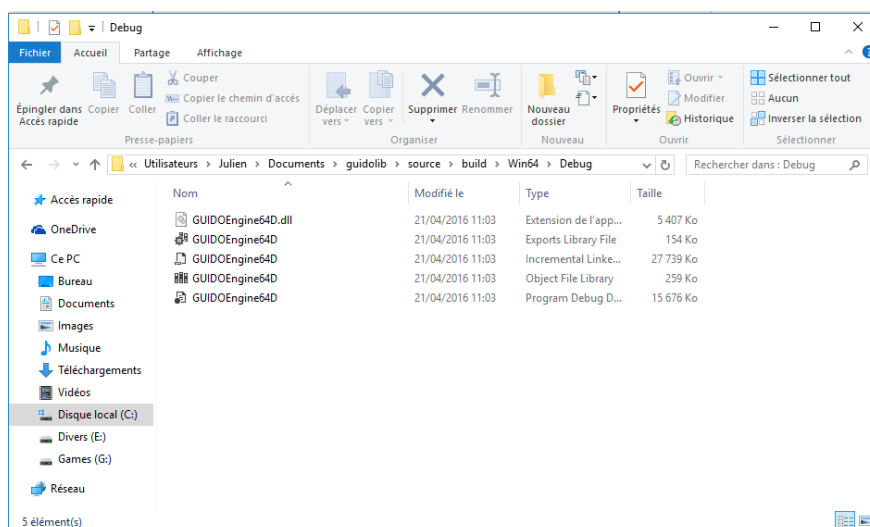 Debug
Fichier Accueil Partage Affichage
Épingler dans Accès rapide
Copier
Coller
Couper
Copier le chemin d'accès
Coller le raccourci
Presse-papiers
Déplacer vers
Copier vers
Supprimer
Renommer
Organiser
Nouveau dossier
Nouveau
Propriétés
Ouvrir
Modifier
Historique
Ouvrir
Sélectionner tout
Aucun
Inverser la sélection
Sélectionner
« Utilisateurs > Julien > Documents > guidolib > source > build > Win64 > Debug
Rechercher dans : Debug
Nom Modifié le Type Taille
GUIDOEngine64D.dll 21/04/2016 11:03 Extension de l'app... 5 407 Ko
GUIDOEngine64D 21/04/2016 11:03 Exports Library File 154 Ko
GUIDOEngine64D 21/04/2016 11:03 Incremental Linke... 27 739 Ko
GUIDOEngine64D 21/04/2016 11:03 Object File Library 259 Ko
GUIDOEngine64D 21/04/2016 11:03 Program Debug D... 15 676 Ko
Accès rapide
OneDrive
Ce PC
Bureau
Documents
Images
Musique
Téléchargements
Vidéos
Disque local (C:)
Divers (E:)
Games (G:)
Réseau
5 élément(s)